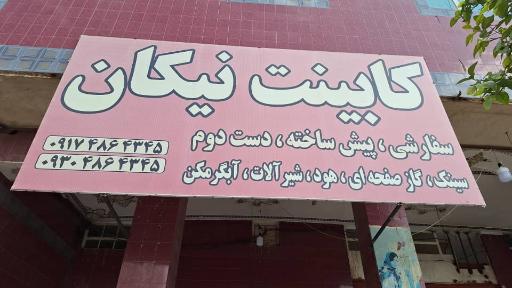 کابینت نیکان
سفارشی ، پیش ساخته ، دست دوم
سینک ، گاز صفحه ای ، هود ، شیرآلات ، آبگرمکن
۰۹۱۷ ۴۸۶ ۴۳۴۵
۰۹۳۰ ۴۸۶ ۴۳۴۵